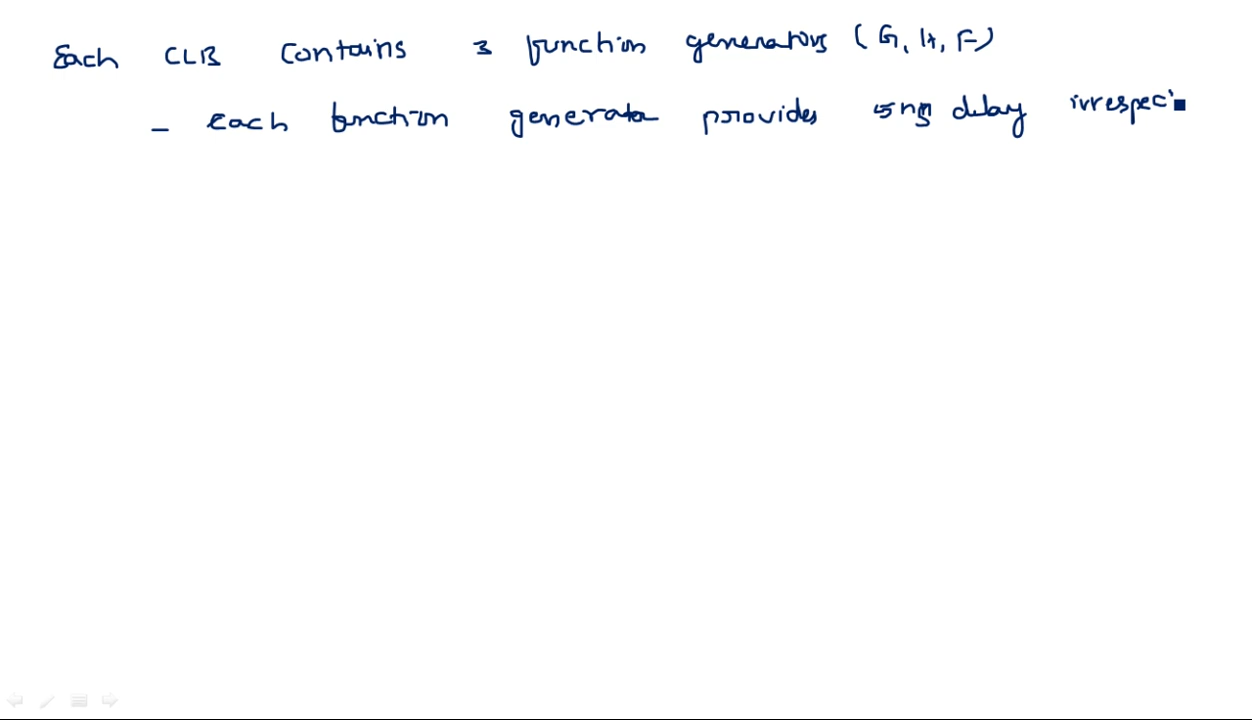 Each CLB Contains 3 function generators (G, H, F)
- each function generator provides 5ns delay irrespec